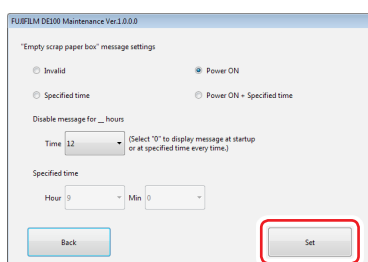 FUJIFILM DE100 Maintenance Ver.1.0.0.0
"Empty scrap paper box" message settings
Invalid
Power ON
Specified time
Power ON + Specified time
Disable message for __ hours
Time 12
(Select "0" to display message at startup
or at specified time every time.)
Specified time
Hour 9 Min 0
Back
Set